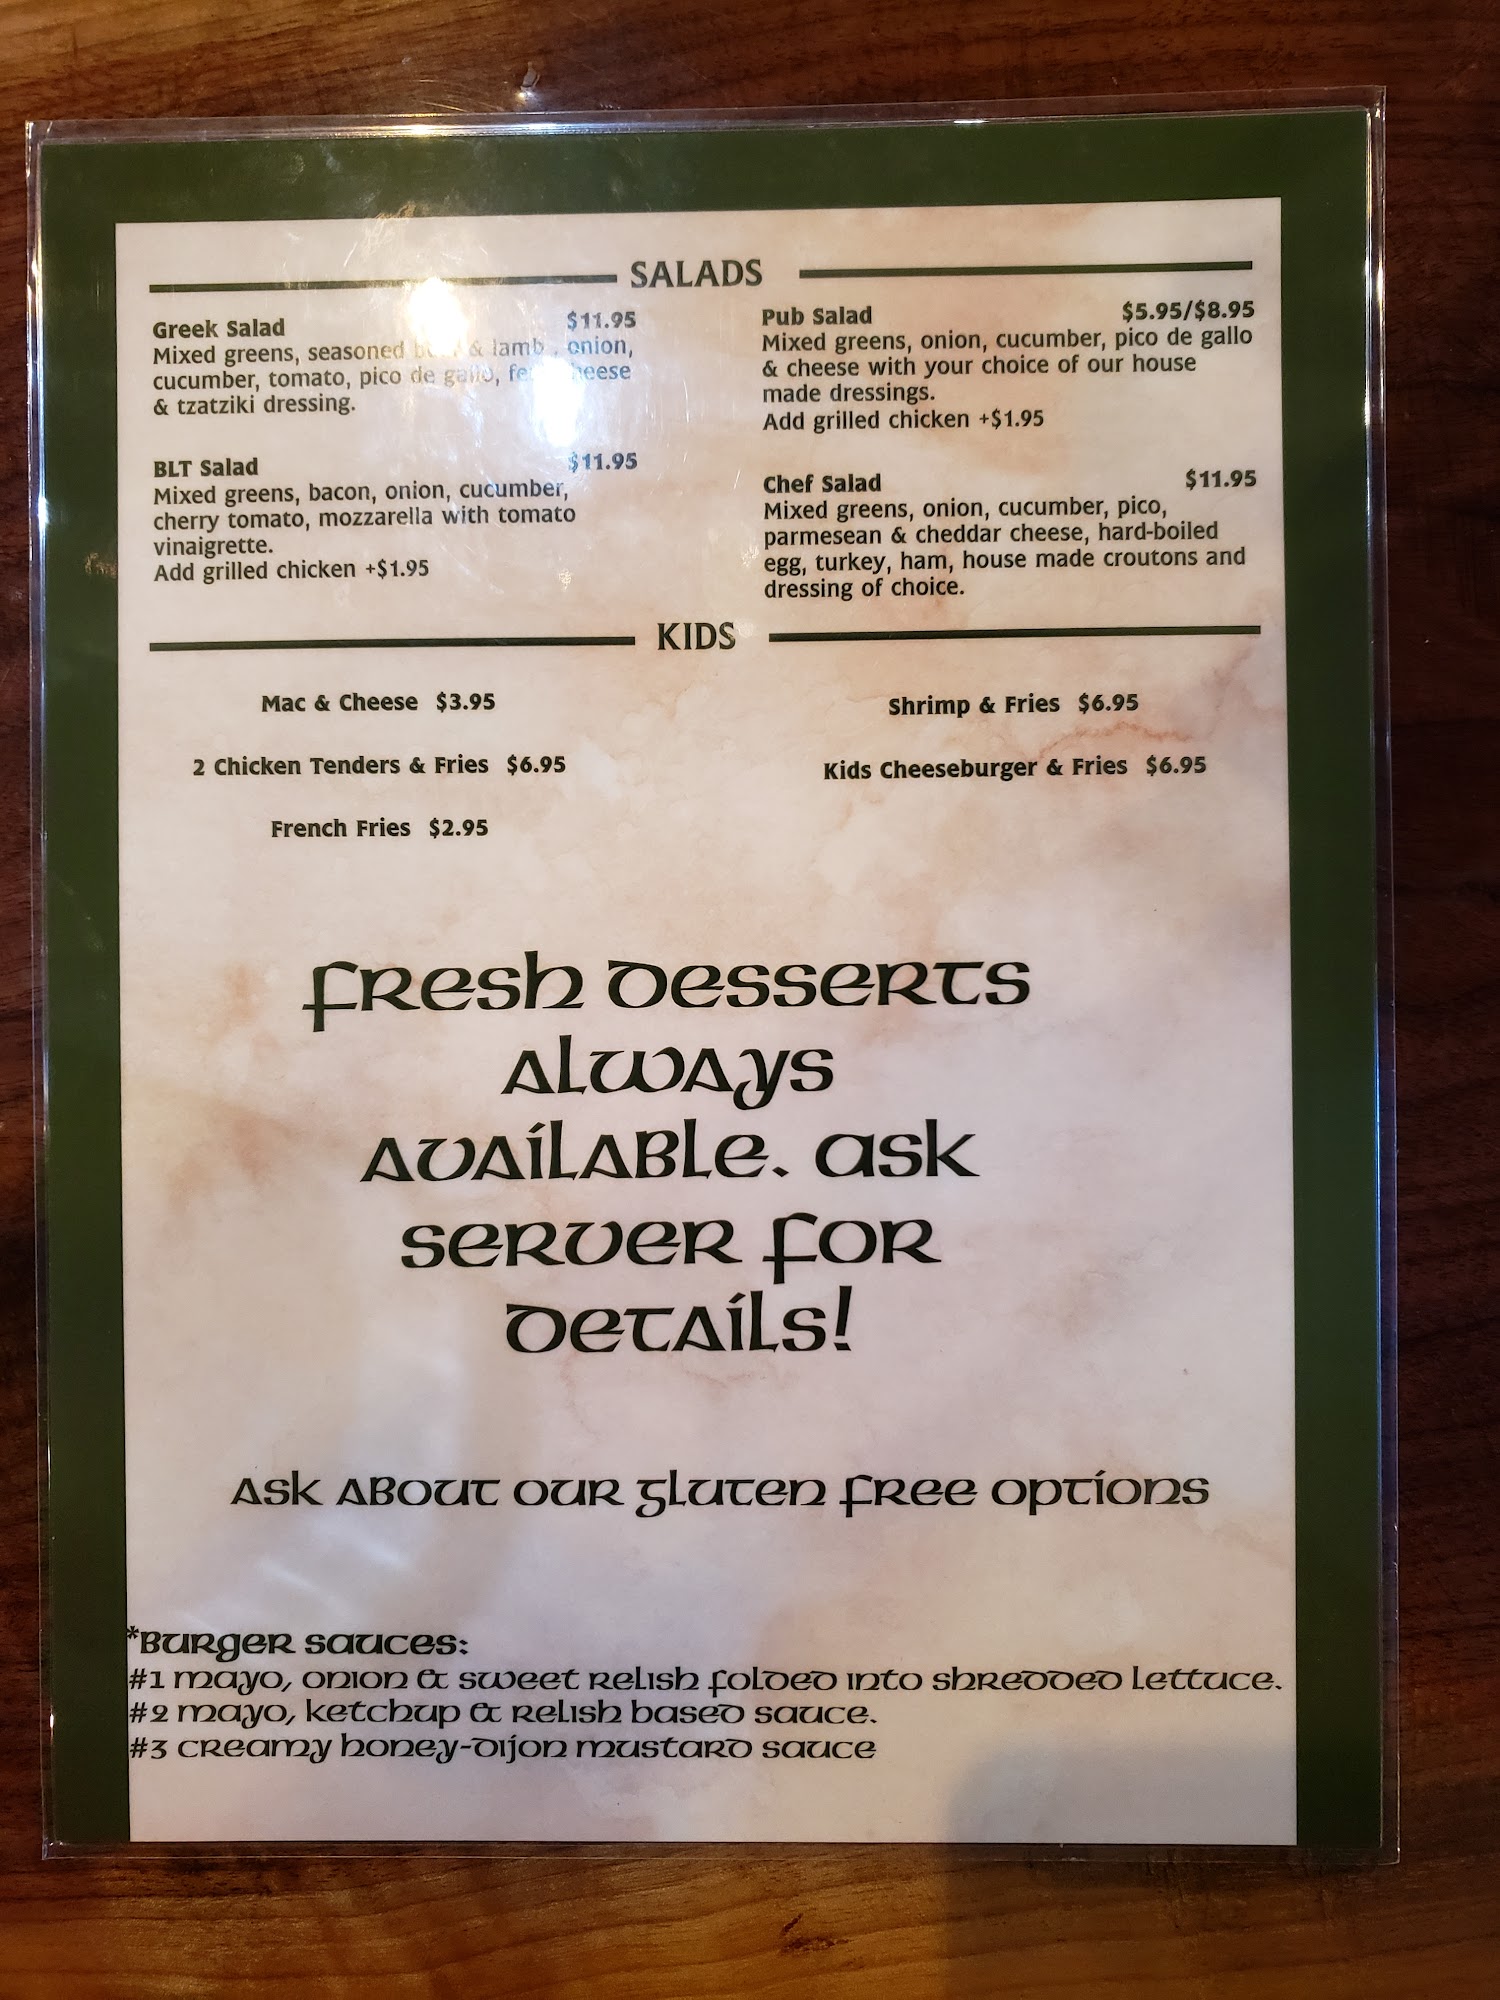 SALADS
Greek Salad $11.95
Mixed greens, seasoned & lamb , onion,
cucumber, tomato, pico de gallo, cheese
& tzatziki dressing.
BLT Salad $11.95
Mixed greens, bacon, onion, cucumber,
cherry tomato, mozzarella with tomato
vinaigrette.
Add grilled chicken +$1.95
Pub Salad $5.95/$8.95
Mixed greens, onion, cucumber, pico de gallo
& cheese with your choice of our house
made dressings.
Add grilled chicken +$1.95
Chef Salad $11.95
Mixed greens, onion, cucumber, pico,
parmesean & cheddar cheese, hard-boiled
egg, turkey, ham, house made croutons and
dressing of choice.
KIDS
Mac & Cheese $3.95
2 Chicken Tenders & Fries $6.95
French Fries $2.95
Shrimp & Fries $6.95
Kids Cheeseburger & Fries $6.95
Fresh Desserts
Always
Available. Ask
Server for
Details!
Ask about our gluten free options
*Burger Sauces:
#1 mayo, onion & sweet relish folded into shredded lettuce.
#2 mayo, ketchup & relish based sauce.
#3 creamy honey-dijon mustard sauce